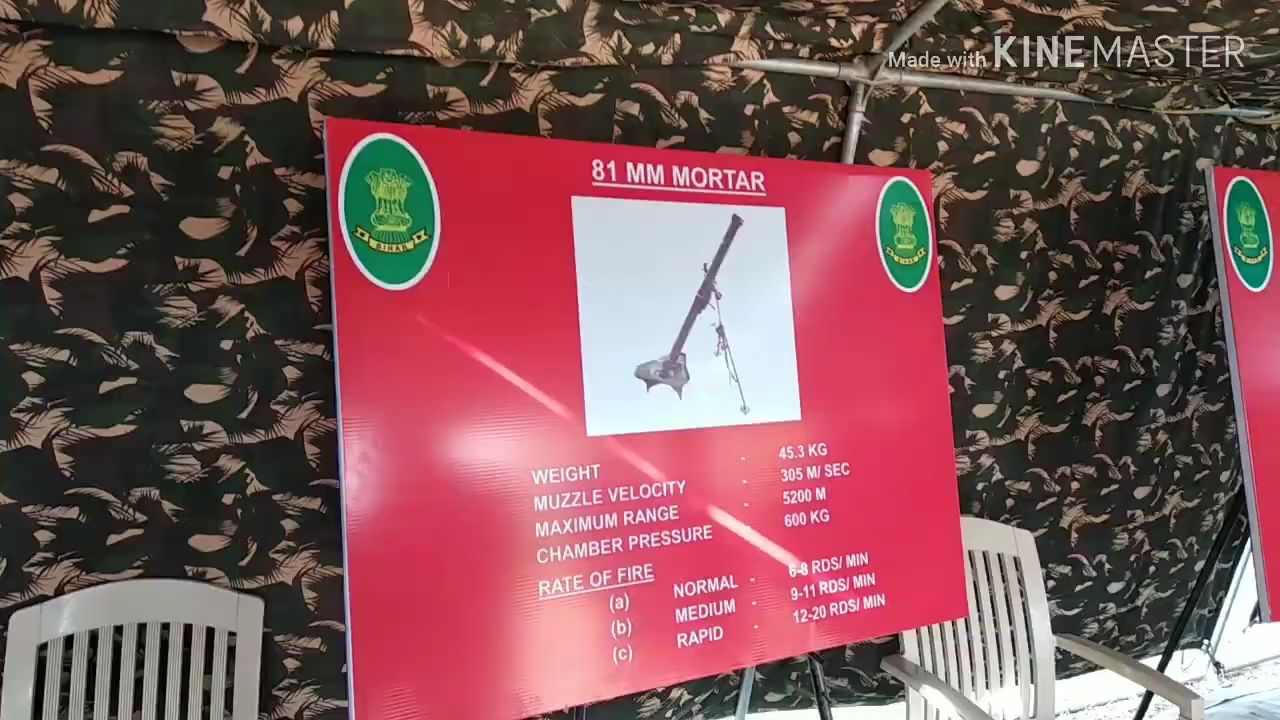 Made with KINEMASTER
81 MM MORTAR
BIHAR
BIHAR
WEIGHT - 45.3 KG
MUZZLE VELOCITY - 305 M/ SEC
MAXIMUM RANGE - 5200 M
CHAMBER PRESSURE 600 KG
RATE OF FIRE
(a) NORMAL - 6-8 RDS/ MIN
(b) MEDIUM - 9-11 RDS/ MIN
(c) RAPID - 12-20 RDS/ MIN